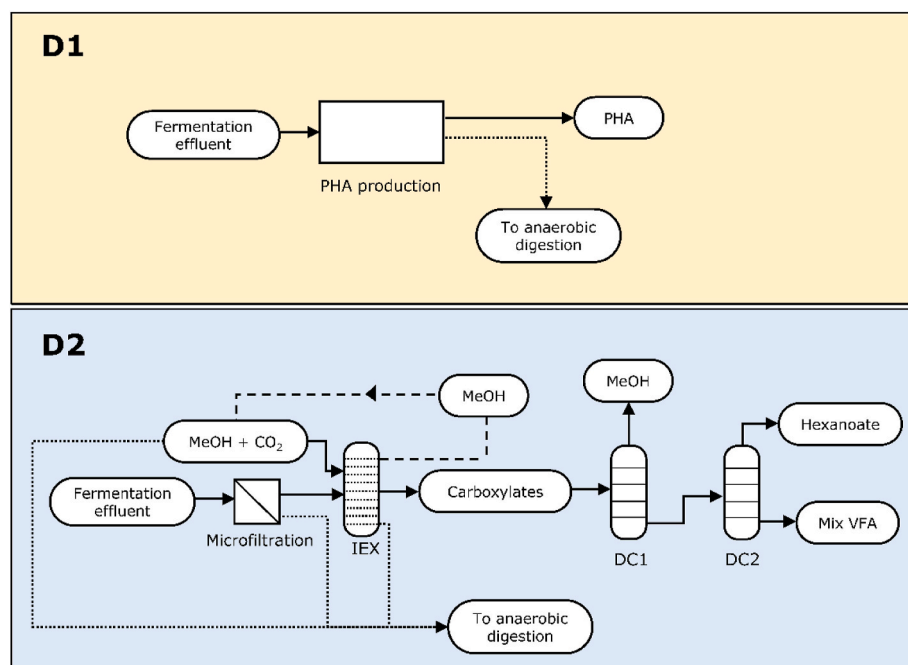 D1
Fermentation
effluent
PHA production
PHA
To anaerobic
digestion
D2
MeOH
MeOH
MeOH + CO₂
Hexanoate
Fermentation
effluent
Carboxylates
Mix VFA
Microfiltration
IEX
DC1
DC2
To anaerobic
digestion